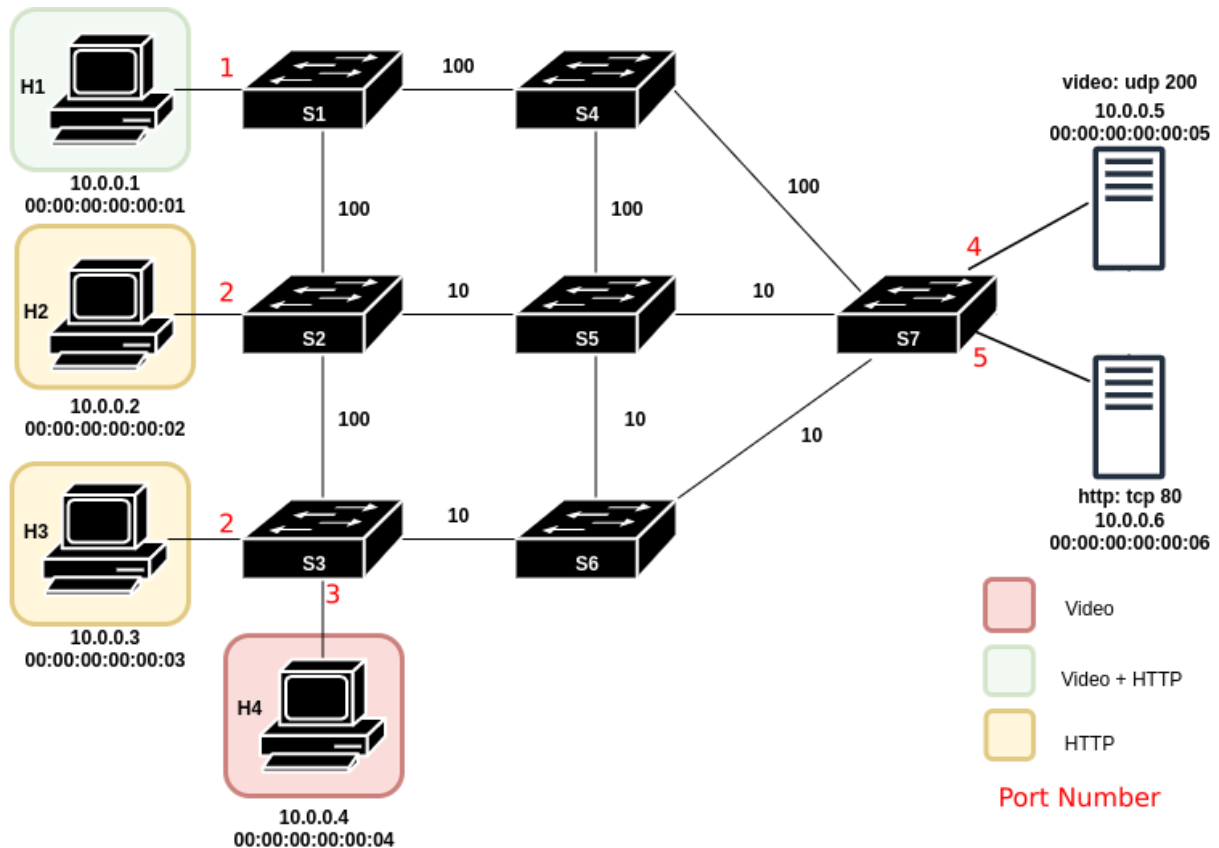 H1
10.0.0.1
00:00:00:00:00:01
1
S1
100
S4
100
video: udp 200
10.0.0.5
00:00:00:00:00:05
100
100
H2
10.0.0.2
00:00:00:00:00:02
2
S2
10
S5
10
S7
4
5
100
10
10
http: tcp 80
10.0.0.6
00:00:00:00:00:06
H3
10.0.0.3
00:00:00:00:00:03
2
S3
10
S6
3
H4
10.0.0.4
00:00:00:00:00:04
Video
Video + HTTP
HTTP
Port Number